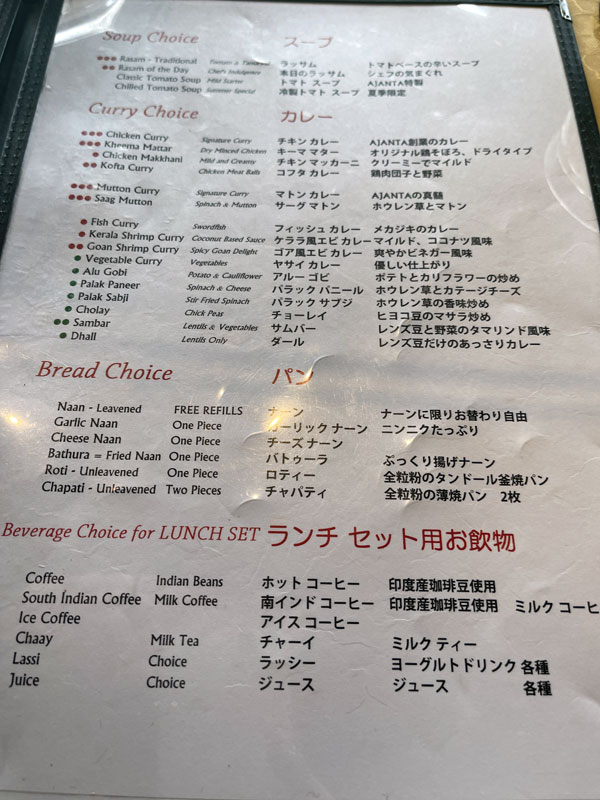 Soup Choice スープ
Rasam - Traditional Tomato & Tamarind ラッサム トマトベースの辛いスープ
Rasam of the Day Chef's Indulgence 本日のラッサム シェフの気まぐれ
Classic Tomato Soup Mild トマト スープ AJANTA特製
Chilled Tomato Soup Summer Special 冷製トマト スープ 夏季限定
Curry Choice カレー
Chicken Curry Signature Curry チキン カレー AJANTA創業のカレー
Kheema Mattar Dry Minced Chicken キーマ マター オリジナル鶏そぼろ、ドライタイプ
Chicken Makkhani Mild and Creamy チキン マッカーニ クリーミーでマイルド
Kofta Curry Chicken Meat Balls コフタ カレー 鶏肉団子と野菜
Mutton Curry Signature Curry マトン カレー AJANTAの真髄
Saag Mutton Spinach & Mutton サーグ マトン ホウレン草とマトン
Fish Curry Swordfish フィッシュ カレー メカジキのカレー
Kerala Shrimp Curry Coconut Based Sauce ケララ風エビ カレー マイルド、ココナツ風味
Goan Shrimp Curry Spicy Goan Delight ゴア風エビ カレー 爽やかビネガー風味
Vegetable Curry Vegetables ヤサイ カレー 優しい仕上がり
Alu Gobi Potato & Cauliflower アルー ゴビ ポテトとカリフラワーの炒め
Palak Paneer Spinach & Cheese パラック パニール ホウレン草とカテージチーズ
Palak Sabji Stir Fried Spinach パラック サブジ ホウレン草の香味炒め
Cholay Chick Peas チョーレイ ヒヨコ豆のマサラ炒め
Sambar Lentils & Vegetables サムバー レンズ豆と野菜のタマリンド風味
Dhall Lentils Only ダール レンズ豆だけのあっさりカレー
Bread Choice パン
Naan - Leavened FREE REFILLS ナーン ナーンに限りお替わり自由
Garlic Naan One Piece ガーリック ナーン ニンニクたっぷり
Cheese Naan One Piece チーズ ナーン
Bathura = Fried Naan One Piece バトゥーラ ぷっくり揚げナーン
Roti - Unleavened One Piece ロティー 全粒粉のタンドール釜焼パン
Chapati - Unleavened Two Pieces チャパティ 全粒粉の薄焼パン 2枚
Beverage Choice for LUNCH SET ランチ セット用お飲物
Coffee Indian Beans ホット コーヒー 印度産珈琲豆使用
South Indian Coffee Milk Coffee 南インド コーヒー 印度産珈琲豆使用 ミルク コーヒ
Ice Coffee アイス コーヒー
Chaay Milk Tea チャーイ ミルク ティー
Lassi Choice ラッシー ヨーグルトドリンク 各種
Juice Choice ジュース ジュース 各種